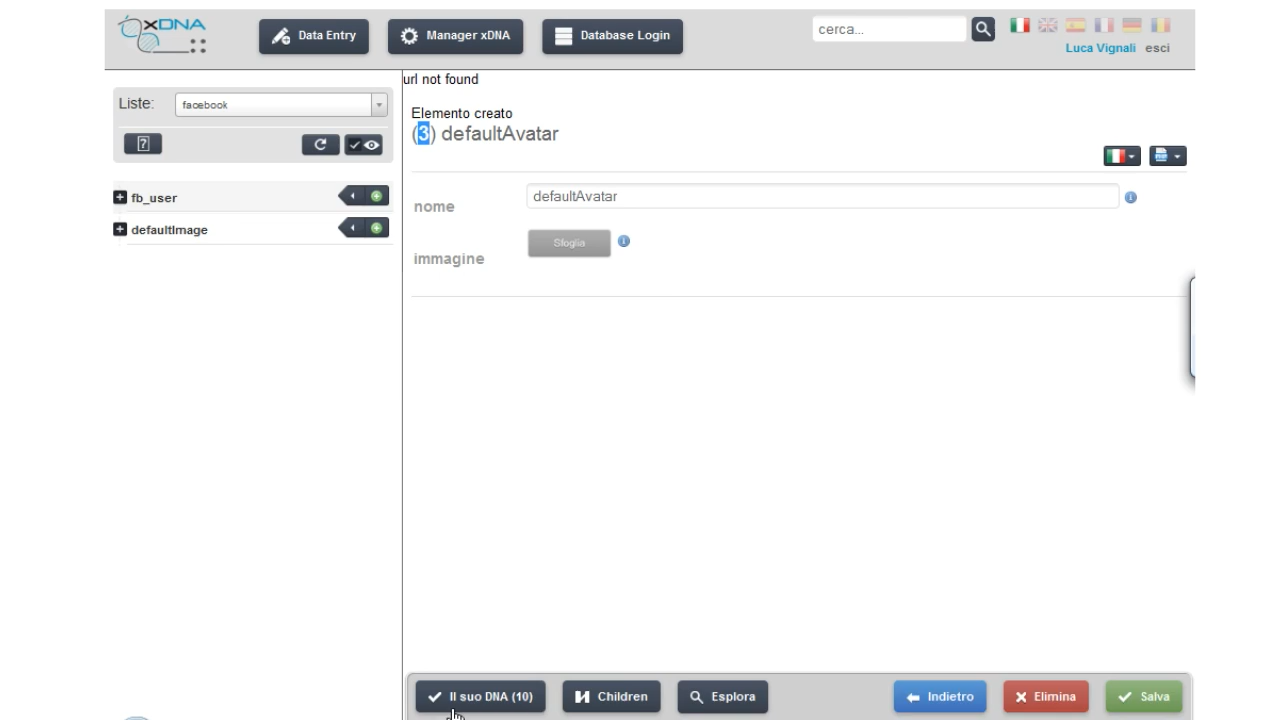 XDNA
Data Entry
Manager xDNA
Database Login
cerca...
Luca Vignali esci
Liste: facebook
url not found
Elemento creato
(3) defaultAvatar
fb_user
defaultImage
nome defaultAvatar
immagine Sfoglia
Il suo DNA (10)
Children
Esplora
Indietro
Elimina
Salva